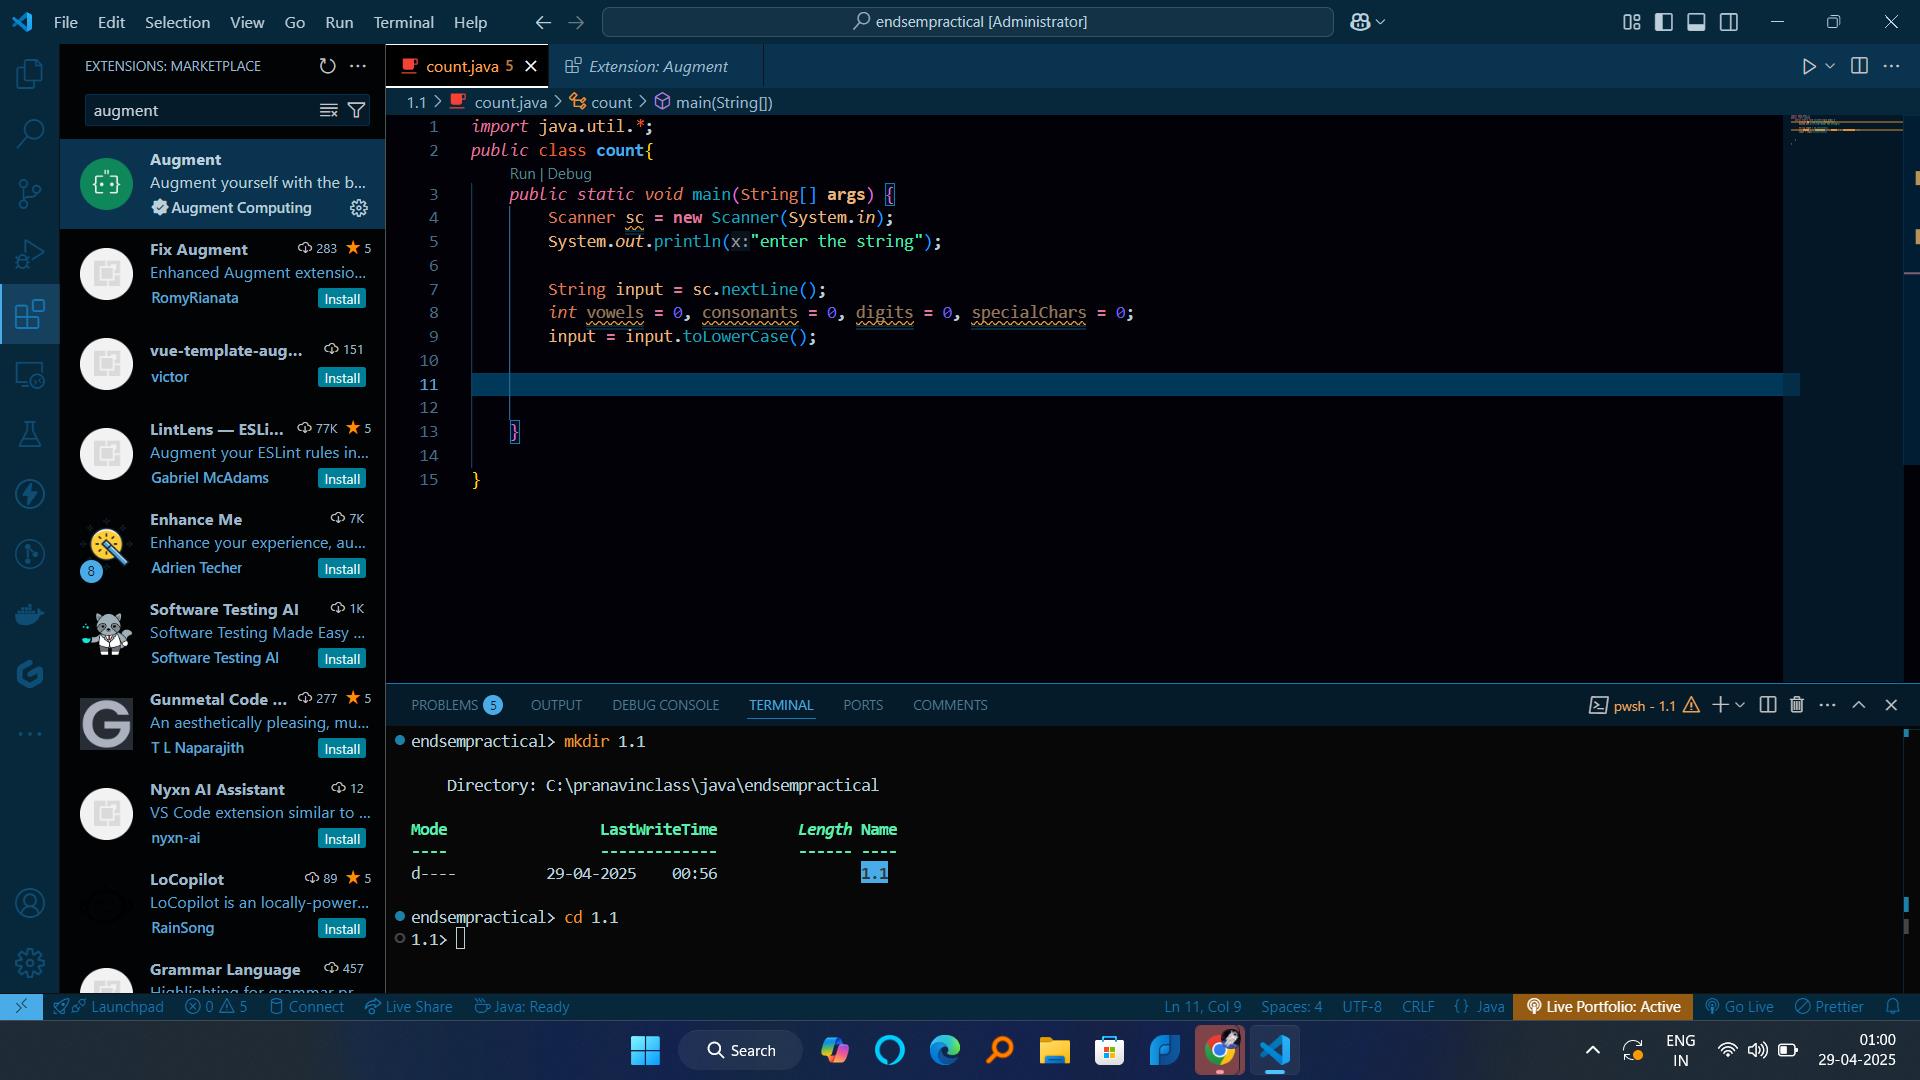 File Edit Selection View Go Run Terminal Help
endsempractical [Administrator]
EXTENSIONS: MARKETPLACE
augment
Augment
Augment yourself with the b...
Augment Computing
Fix Augment 283 5
Enhanced Augment extensio...
RomyRianata Install
vue-template-aug... 151
victor Install
LintLens — ESLi... 77K 5
Augment your ESLint rules in...
Gabriel McAdams Install
Enhance Me 7K
Enhance your experience, au...
8
Adrien Techer Install
Software Testing AI 1K
Software Testing Made Easy ...
Software Testing AI Install
Gunmetal Code ... 277 5
An aesthetically pleasing, mu...
T L Naparajith Install
Nyxn AI Assistant 12
VS Code extension similar to ...
nyxn-ai Install
LoCopilot 89 5
LoCopilot is an locally-power...
RainSong Install
Grammar Language 457
count.java 5
Extension: Augment
1.1 > count.java > count > main(String[])
1 import java.util.*;
2 public class count{
Run | Debug
3 public static void main(String[] args) {
4 Scanner sc = new Scanner(System.in);
5 System.out.println(x:"enter the string");
6
7 String input = sc.nextLine();
8 int vowels = 0, consonants = 0, digits = 0, specialChars = 0;
9 input = input.toLowerCase();
10
11
12
13 }
14
15 }
PROBLEMS 5 OUTPUT DEBUG CONSOLE TERMINAL PORTS COMMENTS
pwsh - 1.1
endsempractical> mkdir 1.1
Directory: C:\pranavinclass\java\endsempractical
Mode LastWriteTime Length Name
---- ------------- ------ ----
d---- 29-04-2025 00:56 1.1
endsempractical> cd 1.1
1.1>
Launchpad 0 5 Connect Live Share Java: Ready
Ln 11, Col 9 Spaces: 4 UTF-8 CRLF {} Java Live Portfolio: Active Go Live Prettier
Search
ENG
IN
01:00
29-04-2025